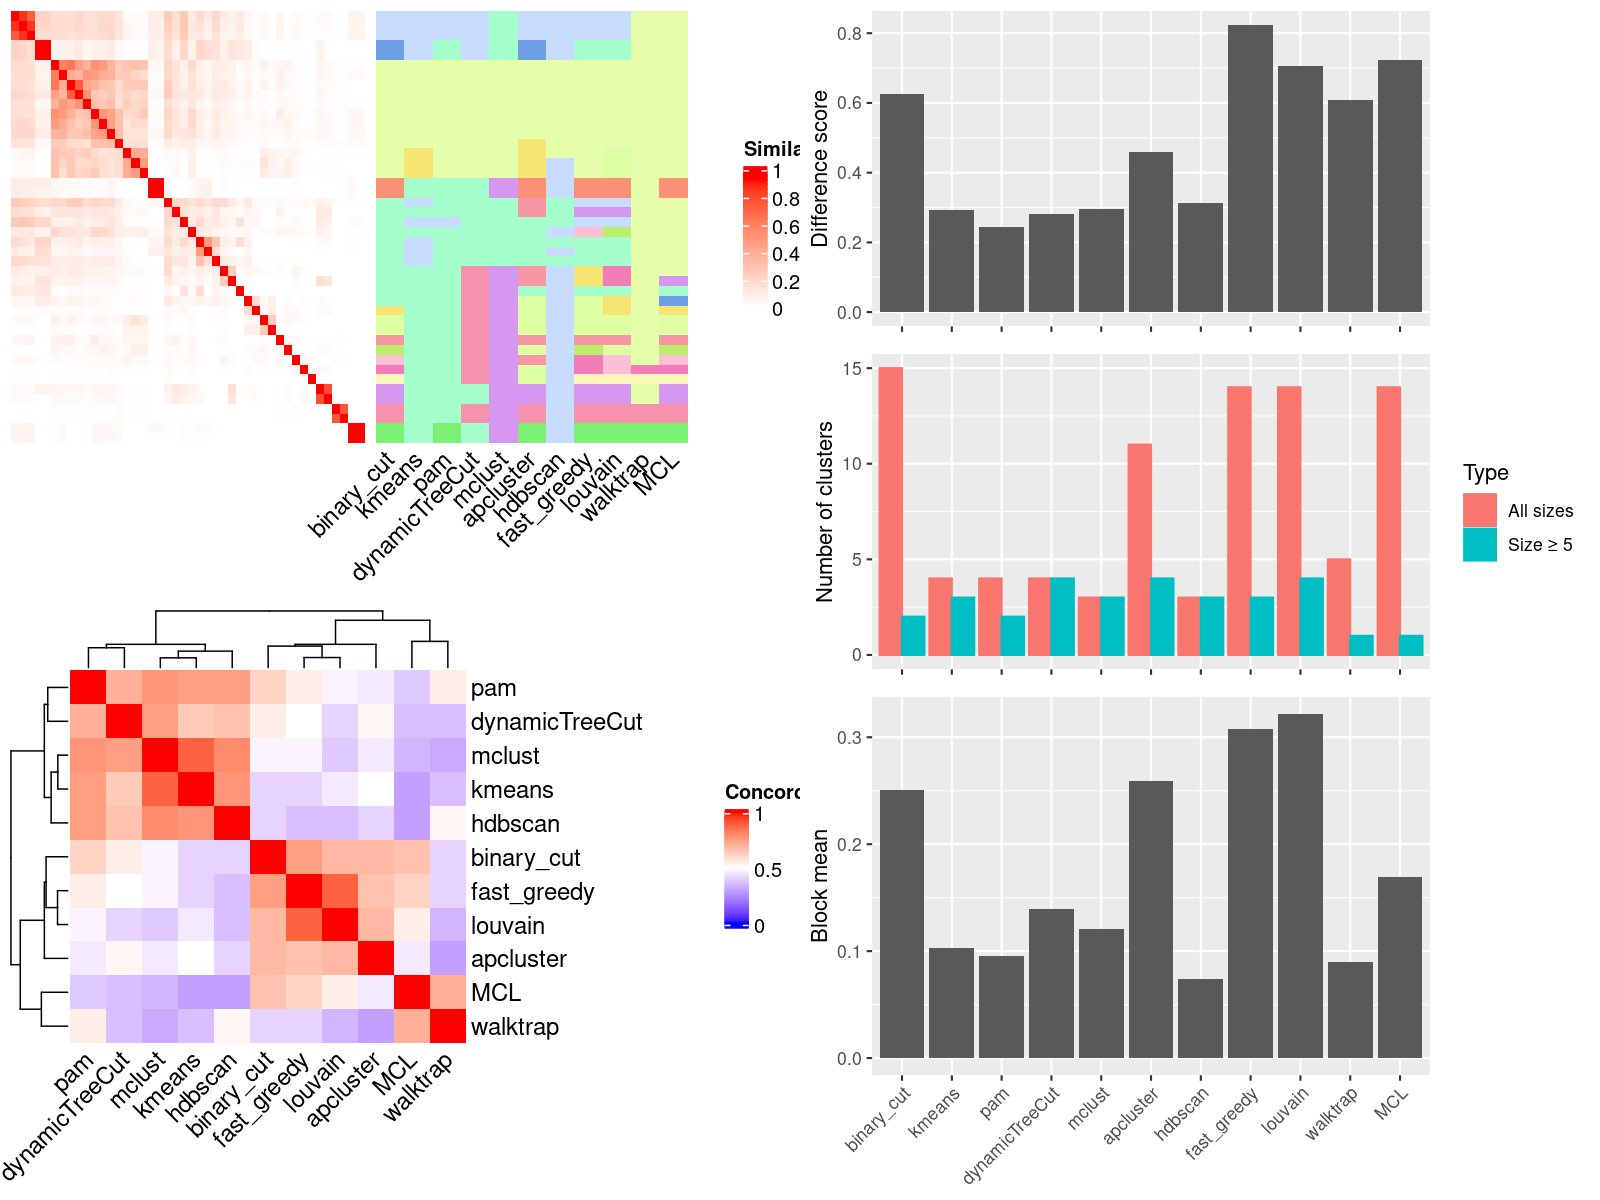 Simila
1
0.8
0.6
0.4
0.2
0
binary_cut
kmeans
pam
dynamicTreeCut
mclust
apcluster
hdbscan
fast_greedy
louvain
walktrap
MCL
Difference score
0.8
0.6
0.4
0.2
0.0
Number of clusters
15
10
5
0
Type
All sizes
Size ≥ 5
Block mean
0.3
0.2
0.1
0.0
binary_cut
kmeans
pam
dynamicTreeCut
mclust
apcluster
hdbscan
fast_greedy
louvain
walktrap
MCL
pam
dynamicTreeCut
mclust
kmeans
hdbscan
binary_cut
fast_greedy
louvain
apcluster
MCL
walktrap
pam
dynamicTreeCut
mclust
kmeans
hdbscan
binary_cut
fast_greedy
louvain
apcluster
MCL
walktrap
Concord
1
0.5
0